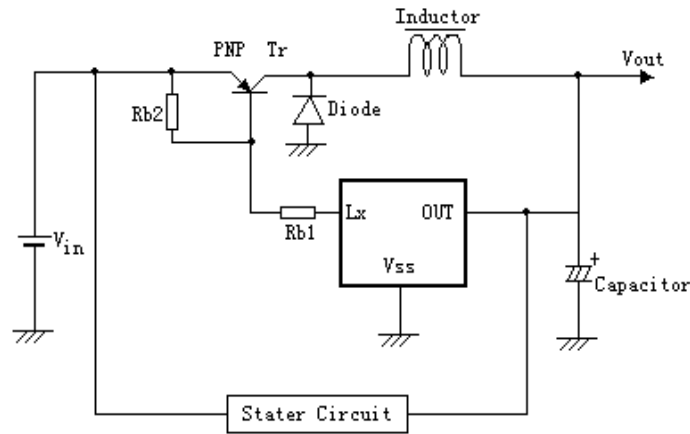 Inductor
PNP Tr
Vout
Rb2
Diode
Lx
OUT
Rb1
Vin
Vss
+
Capacitor
Stater Circuit